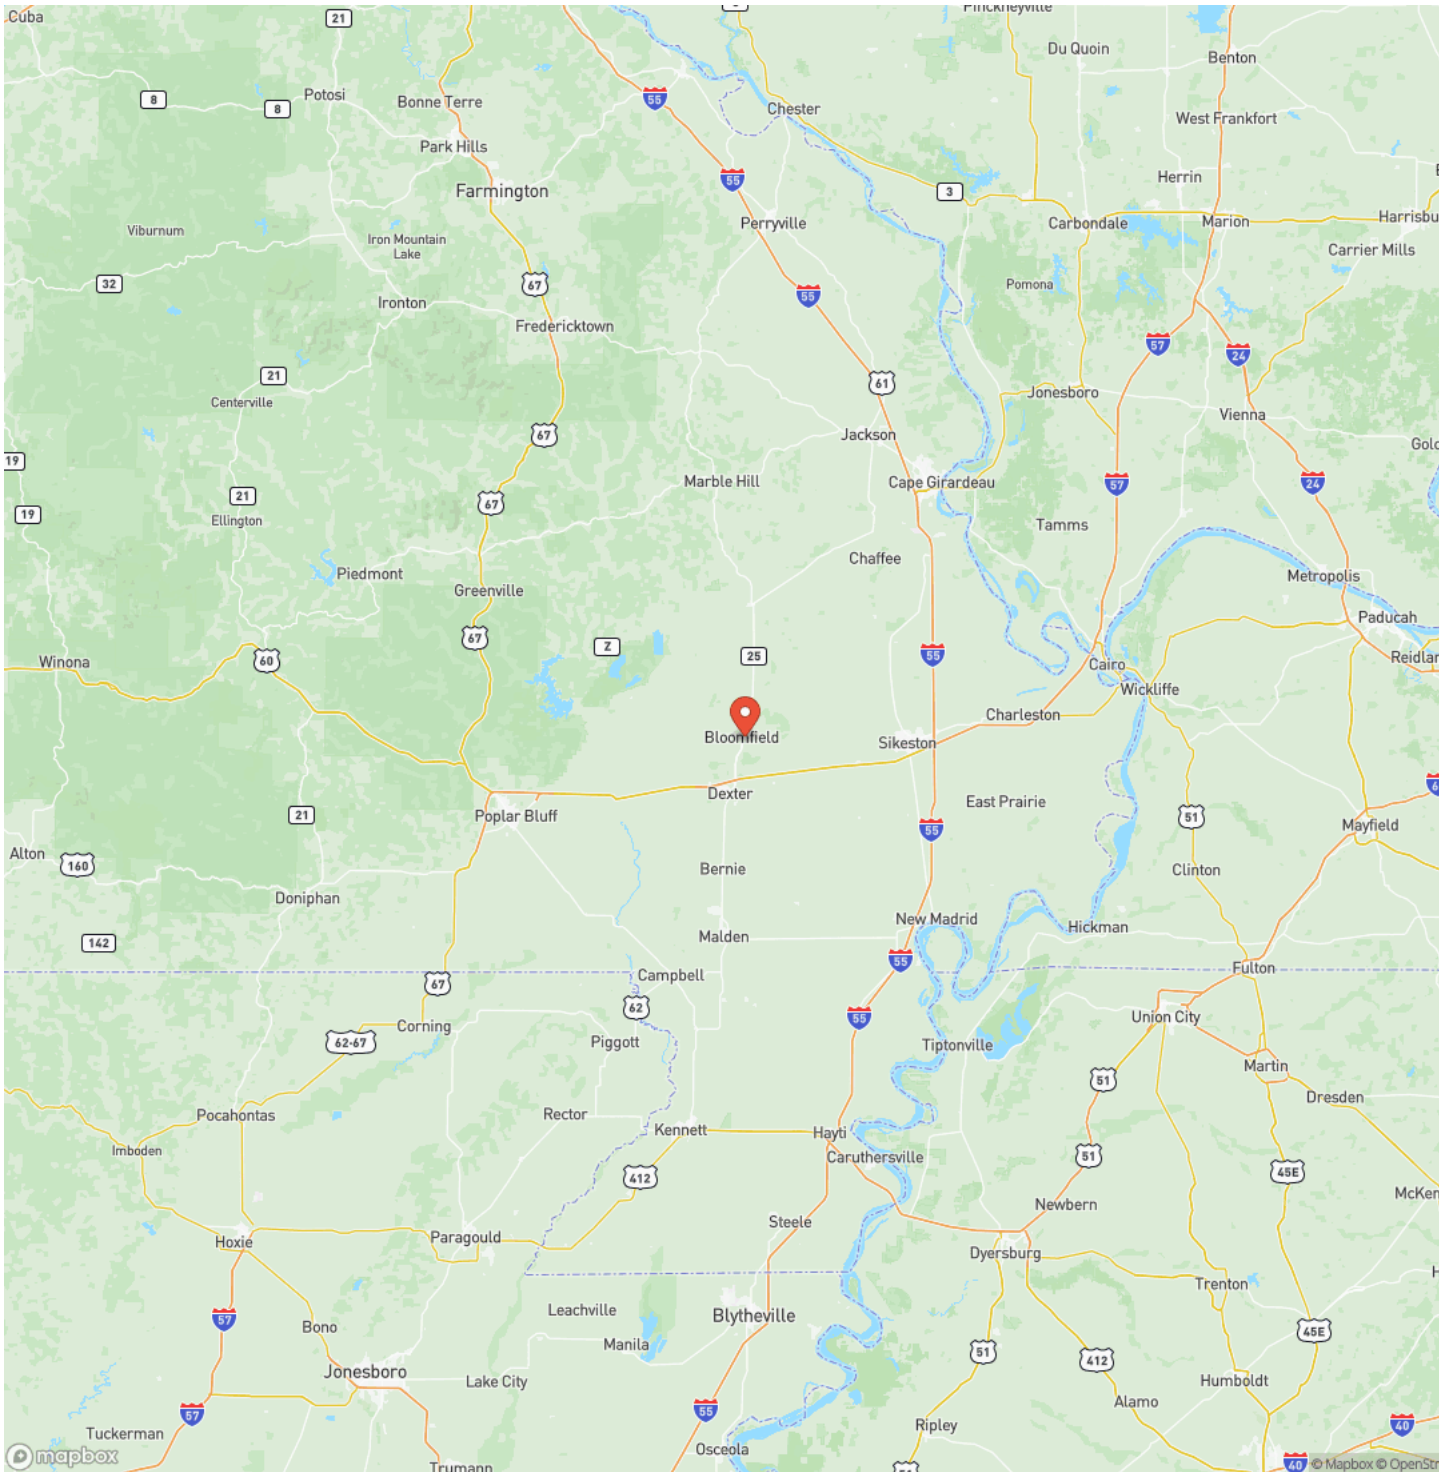 Cuba
21
Pinckneyville
Du Quoin
Benton
8
8
Potosi
Bonne Terre
55
Chester
West Frankfort
Park Hills
Farmington
55
3
Herrin
Viburnum
Iron Mountain
Lake
Perryville
Carbondale
Marion
Harrisbu
Carrier Mills
32
67
55
Pomona
Ironton
Fredericktown
57
24
21
Centerville
61
Jonesboro
Vienna
67
Jackson
Golc
19
Marble Hill
Cape Girardeau
57
24
21
67
19
Ellington
Tamms
Chaffee
Piedmont
Greenville
Metropolis
Paducah
67
Z
25
55
Winona
60
Cairo
Reidlar
Wickliffe
Charleston
Bloomfield
Sikeston
Dexter
East Prairie
6
21
Poplar Bluff
55
51
Mayfield
Alton
160
Bernie
Clinton
Doniphan
New Madrid
Hickman
142
Malden
55
Campbell
Fulton
67
62
55
Union City
Corning
62-67
Piggott
Tiptonville
Martin
51
Dresden
Pocahontas
Rector
Kennett
Hayti
Imboden
Caruthersville
51
412
45E
McKen
Newbern
Steele
Hoxie
Paragould
Dyersburg
Trenton
Leachville
Blytheville
57
Bono
Manila
45E
51
412
Jonesboro
Lake City
Humboldt
Alamo
57
55
Ripley
40
Tuckerman
Osceola
mapbox
Trumann
51
40
© Mapbox © OpenStr